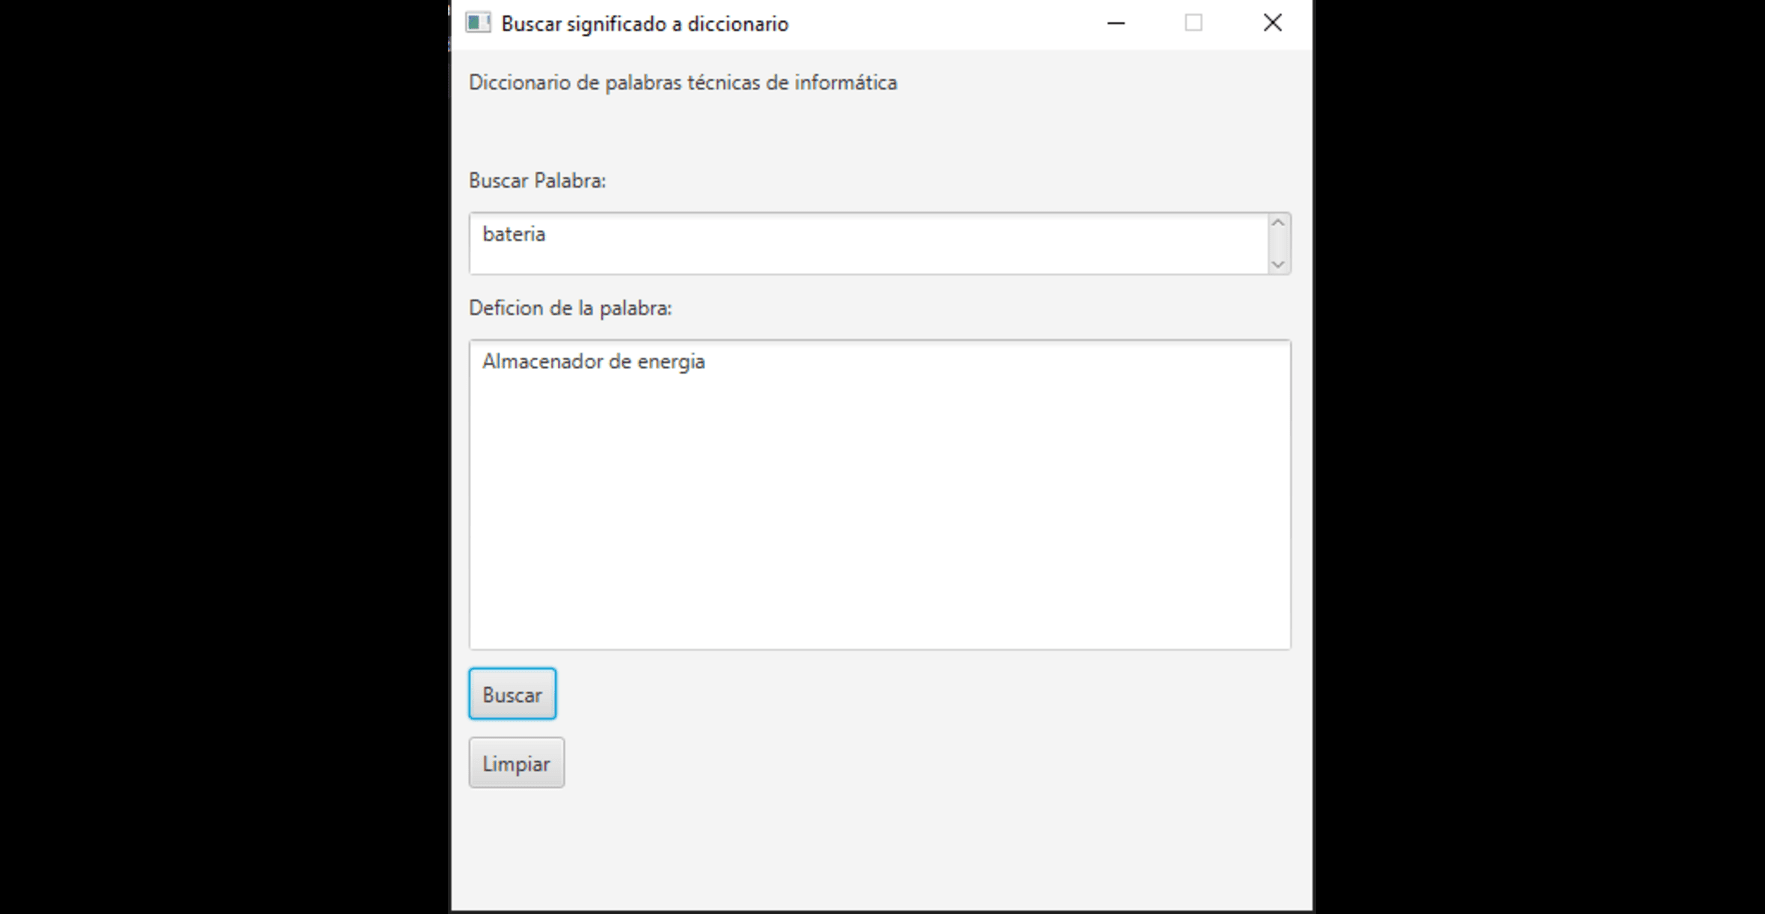 Buscar significado a diccionario
Diccionario de palabras técnicas de informática
Buscar Palabra:
bateria
Deficion de la palabra:
Almacenador de energia
Buscar
Limpiar